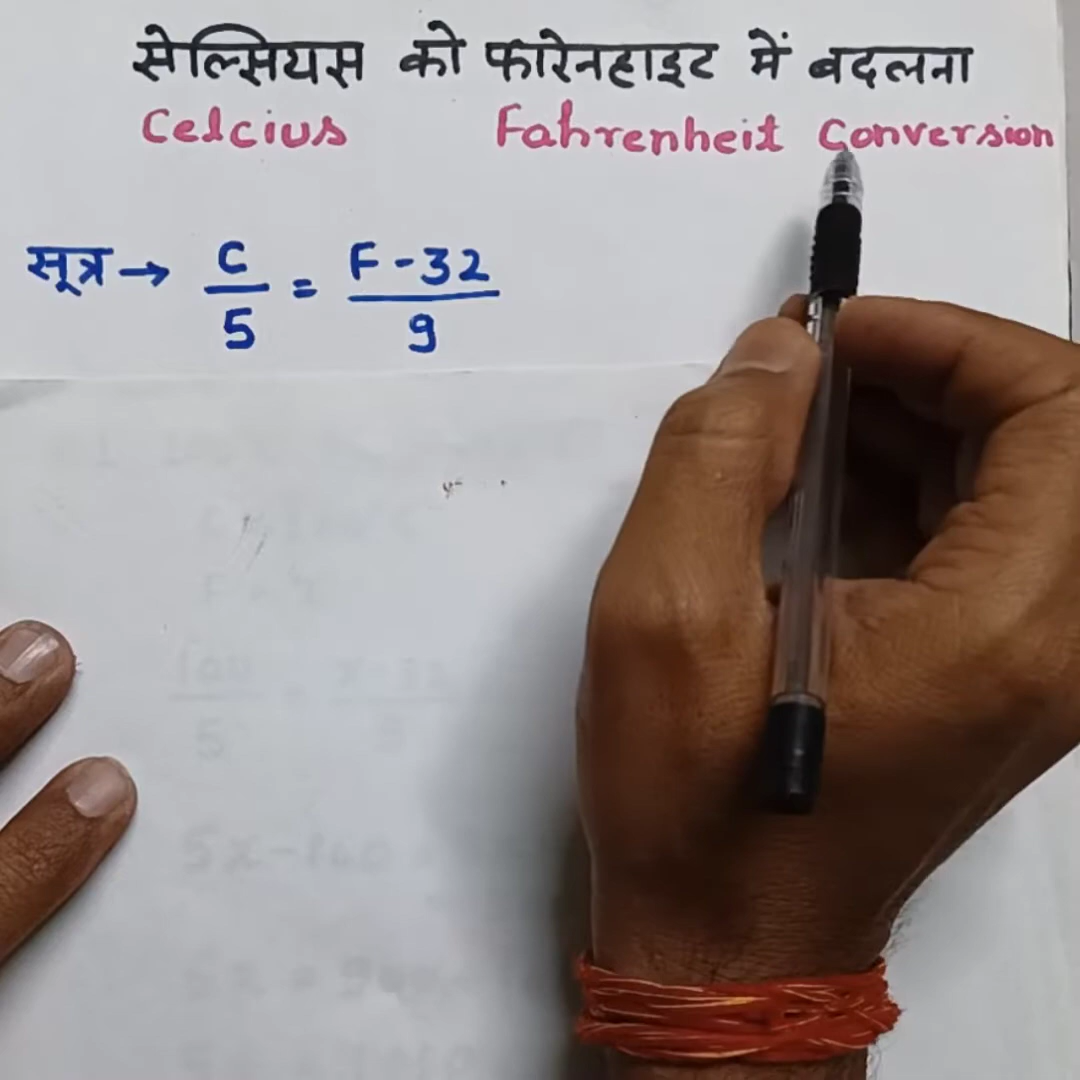 सेल्सियस को फारेनहाइट में बदलना
Celcius Fahrenheit Conversion
सूत्र → C/5 = F-32/9